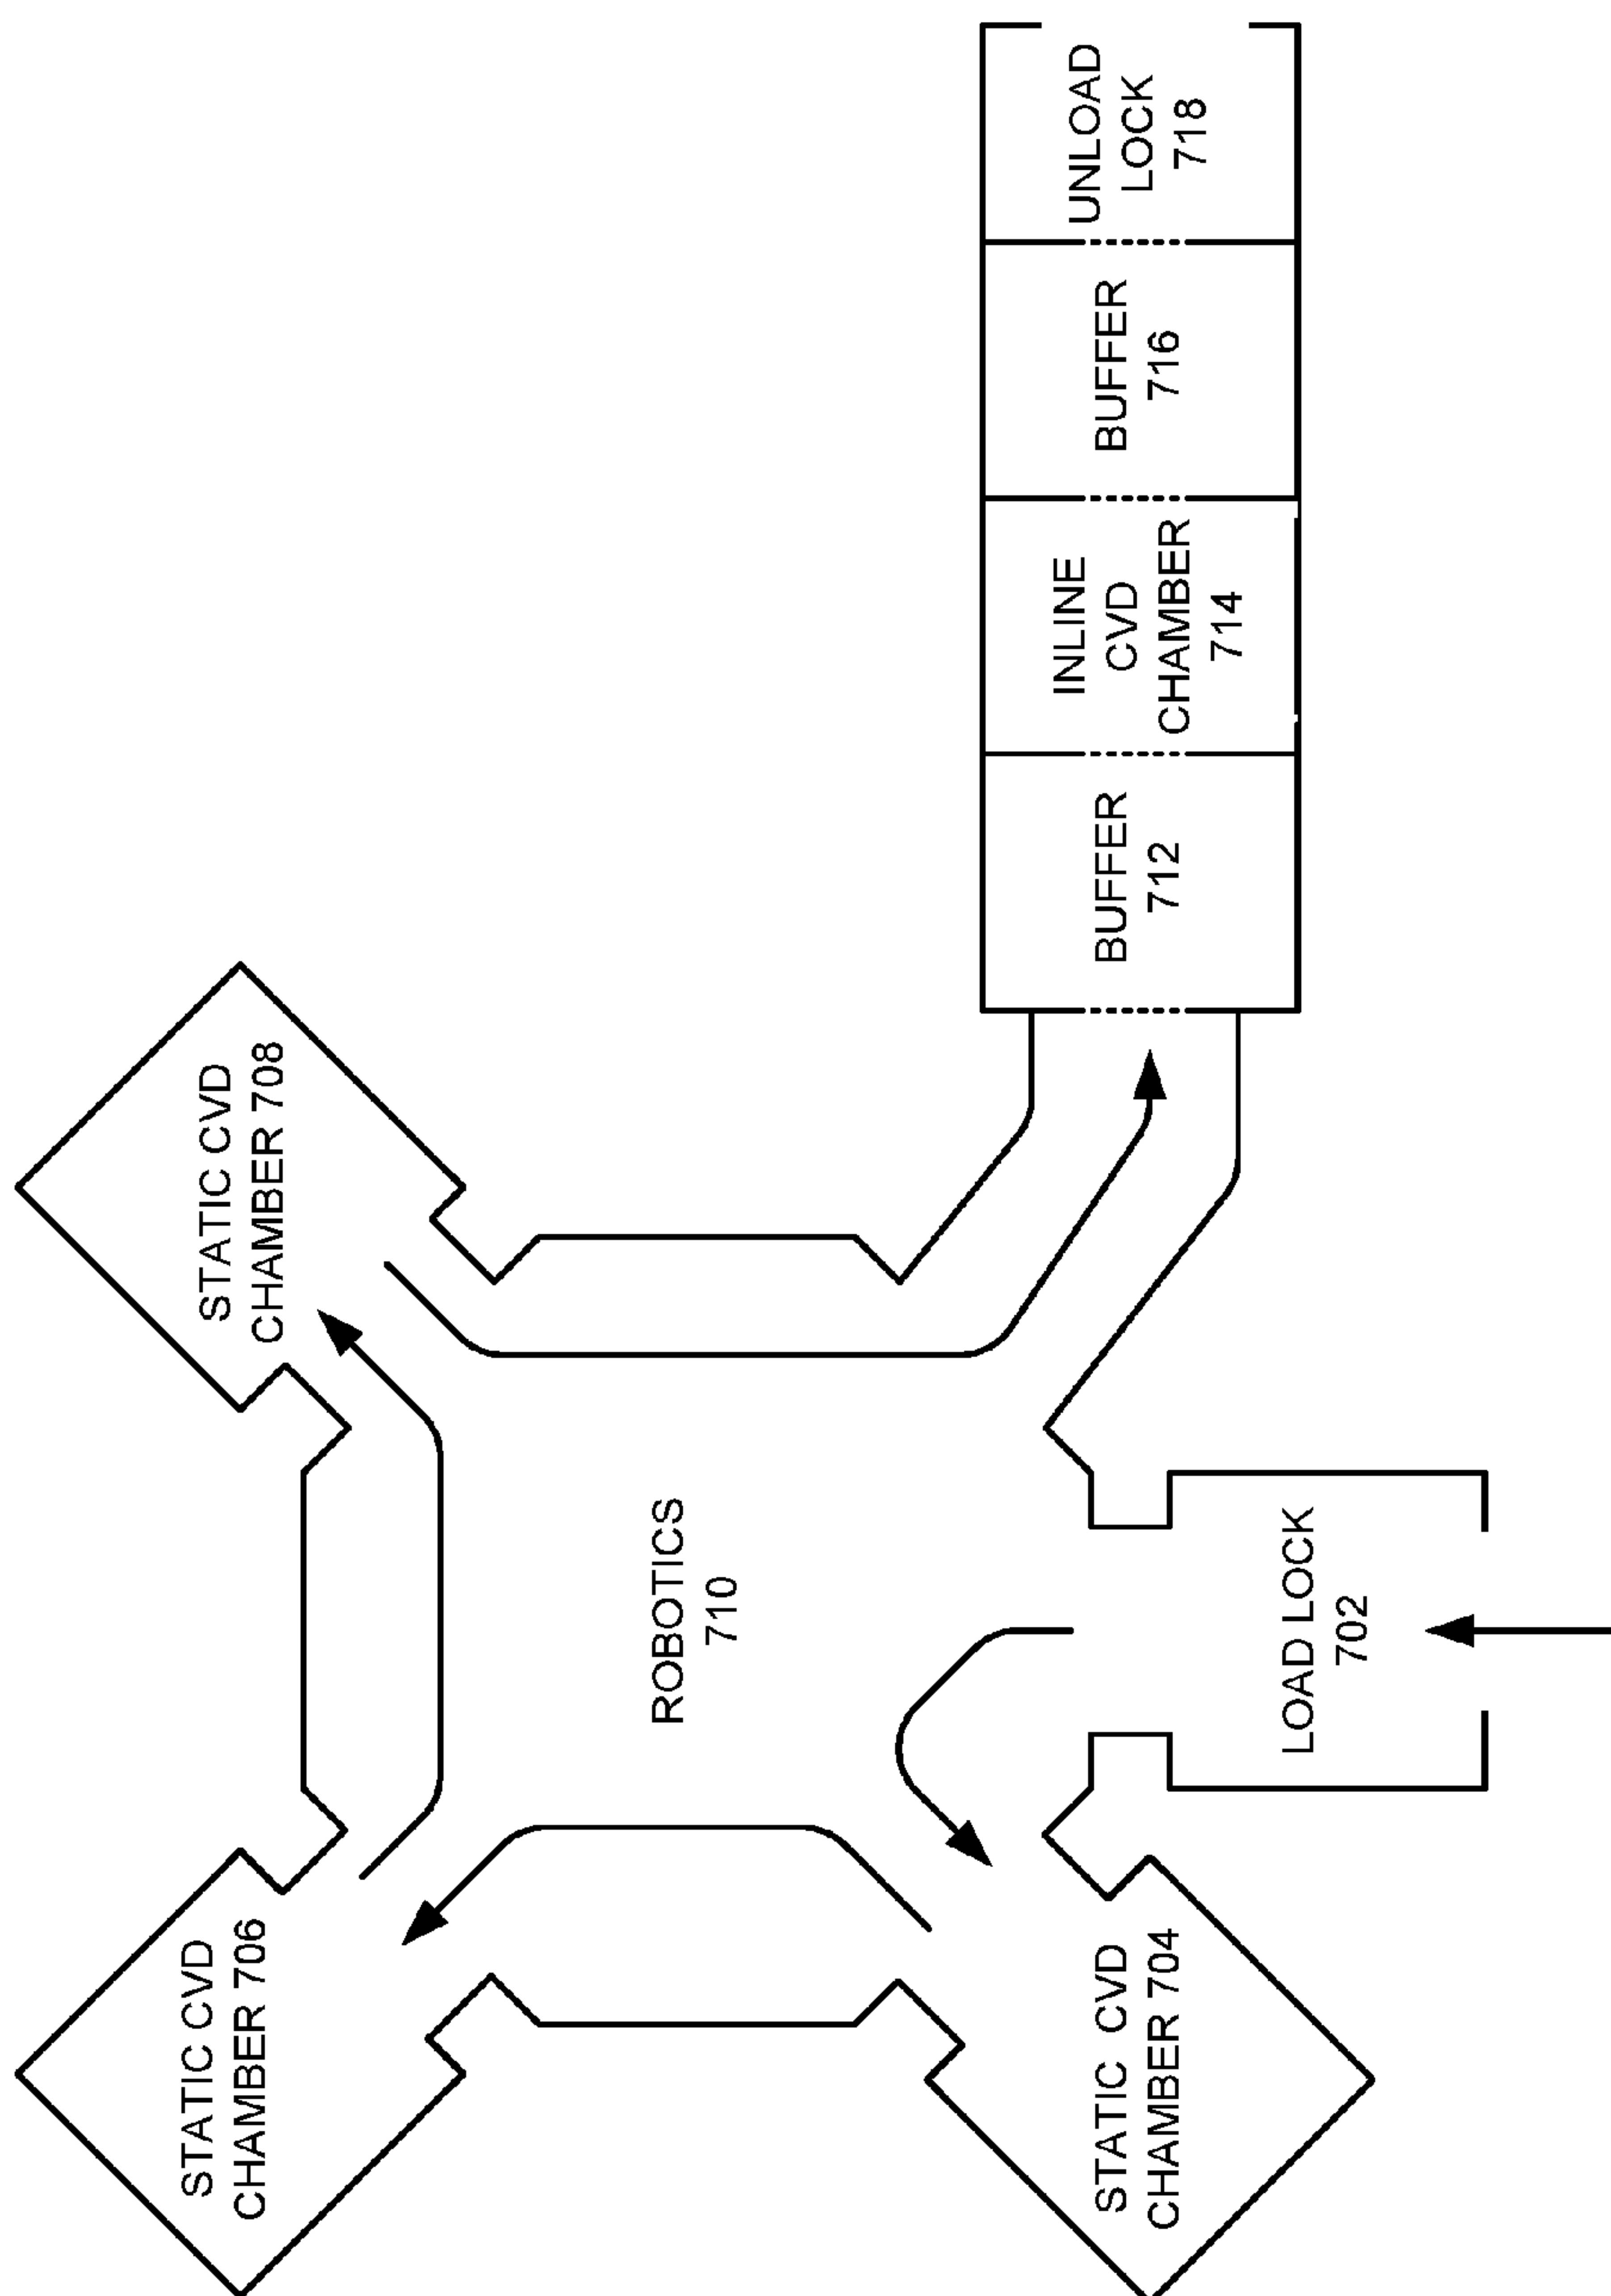 STATIC CVD
CHAMBER 706
STATIC CVD
CHAMBER 708
ROBOTICS
710
STATIC CVD
CHAMBER 704
LOAD LOCK
702
BUFFER
712
INLINE
CVD
CHAMBER
714
BUFFER
716
UNLOAD
LOCK
718